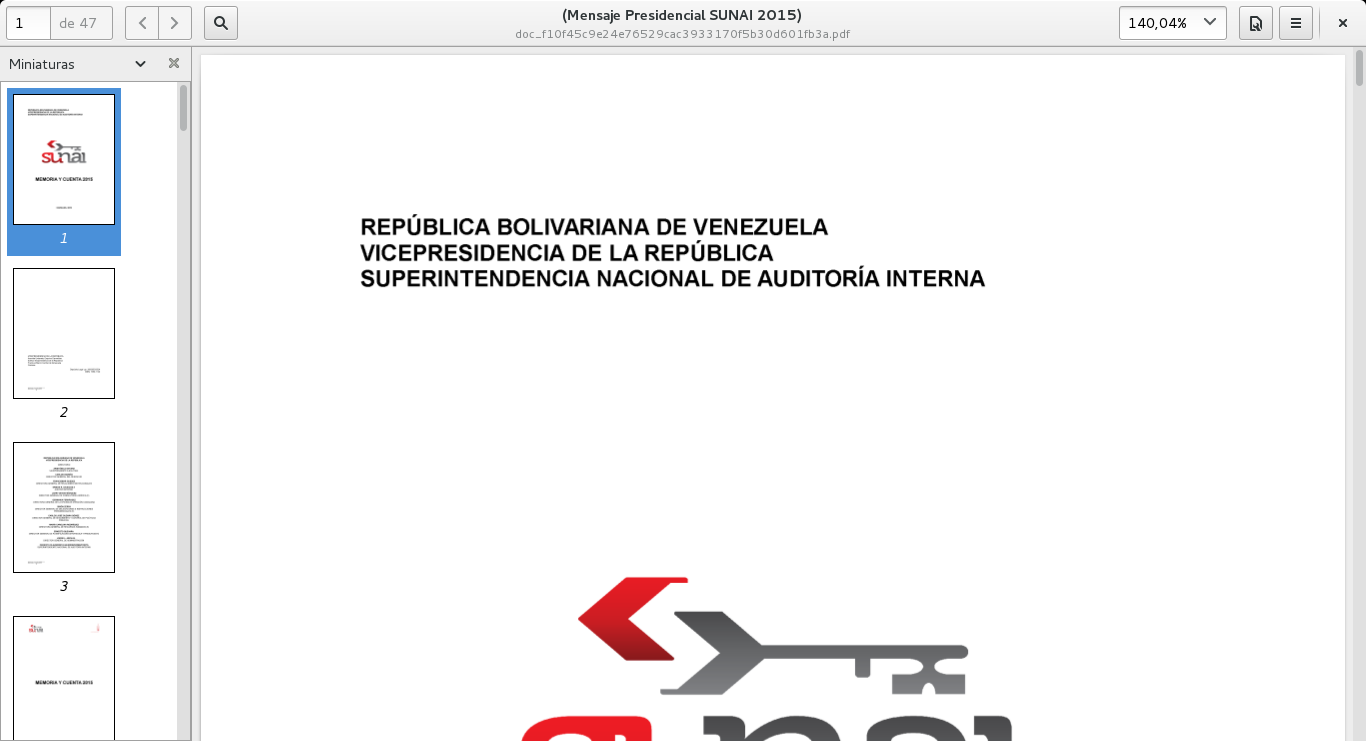 1
de 47
(Mensaje Presidencial SUNAI 2015)
doc_f10f45c9e24e76529cac3933170f5b30d601fb3a.pdf
140,04%
Miniaturas
sunai
MEMORIA Y CUENTA 2015
1
2
3
sunai
MEMORIA Y CUENTA 2015
REPÚBLICA BOLIVARIANA DE VENEZUELA
VICEPRESIDENCIA DE LA REPÚBLICA
SUPERINTENDENCIA NACIONAL DE AUDITORÍA INTERNA
sunai